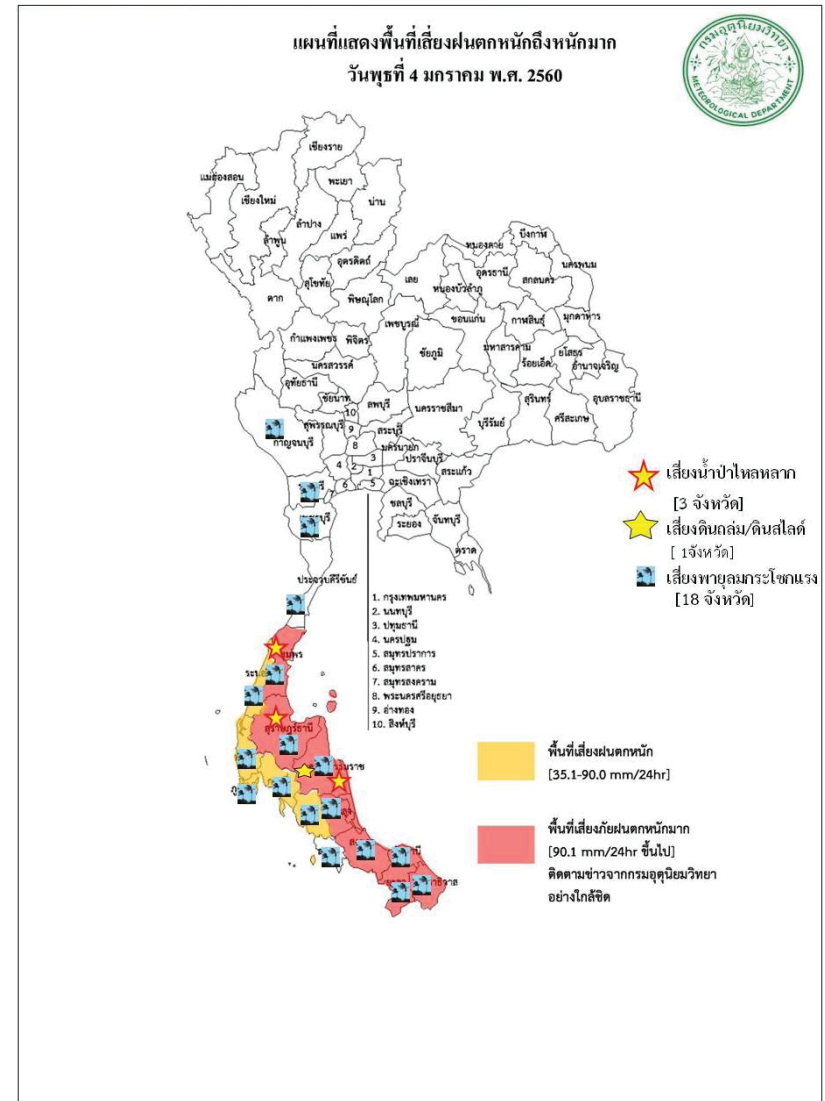 แผนที่แสดงพื้นที่เสี่ยงฝนตกหนักถึงหนักมาก
วันพุธที่ 4 มกราคม พ.ศ. 2560
กรมอุตุนิยมวิทยา
METEOROLOGICAL DEPARTMENT
เชียงราย
แม่ฮ่องสอน
พะเยา
เชียงใหม่
น่าน
ลำปาง
แพร่
ลำพูน
บึงกาฬ
หนองคาย
อุตรดิตถ์
นครพนม
เลย
อุดรธานี
สุโขทัย
หนองบัวลำภู
สกลนคร
ตาก
พิษณุโลก
ขอนแก่น
กาฬสินธุ์
มุกดาหาร
เพชรบูรณ์
กำแพงเพชร
พิจิตร
มหาสารคาม
ยโสธร
ชัยภูมิ
ร้อยเอ็ด
อำนาจเจริญ
นครสวรรค์
อุทัยธานี
ชัยนาท
ลพบุรี
นครราชสีมา
สุรินทร์
อุบลราชธานี
10
สุพรรณบุรี
9
สระบุรี
บุรีรัมย์
ศรีสะเกษ
กาญจนบุรี
8
นครนายก
3
ปราจีนบุรี
4
2
1
สระแก้ว
6
5
ฉะเชิงเทรา
7
ชลบุรี
ระยอง
จันทบุรี
ตราด
ประจวบคีรีขันธ์
เสี่ยงน้ำป่าไหลหลาก
[3 จังหวัด]
เสี่ยงดินถล่ม/ดินสไลด์
[ 1จังหวัด]
เสี่ยงพายุลมกระโชกแรง
[18 จังหวัด]
1. กรุงเทพมหานคร
2. นนทบุรี
3. ปทุมธานี
4. นครปฐม
5. สมุทรปราการ
6. สมุทรสาคร
7. สมุทรสงคราม
8. พระนครศรีอยุธยา
9. อ่างทอง
10. สิงห์บุรี
สุราษฎร์ธานี
พื้นที่เสี่ยงฝนตกหนัก
[35.1-90.0 mm/24hr]
พื้นที่เสี่ยงภัยฝนตกหนักมาก
[90.1 mm/24hr ขึ้นไป]
ติดตามข่าวจากกรมอุตุนิยมวิทยา
อย่างใกล้ชิด